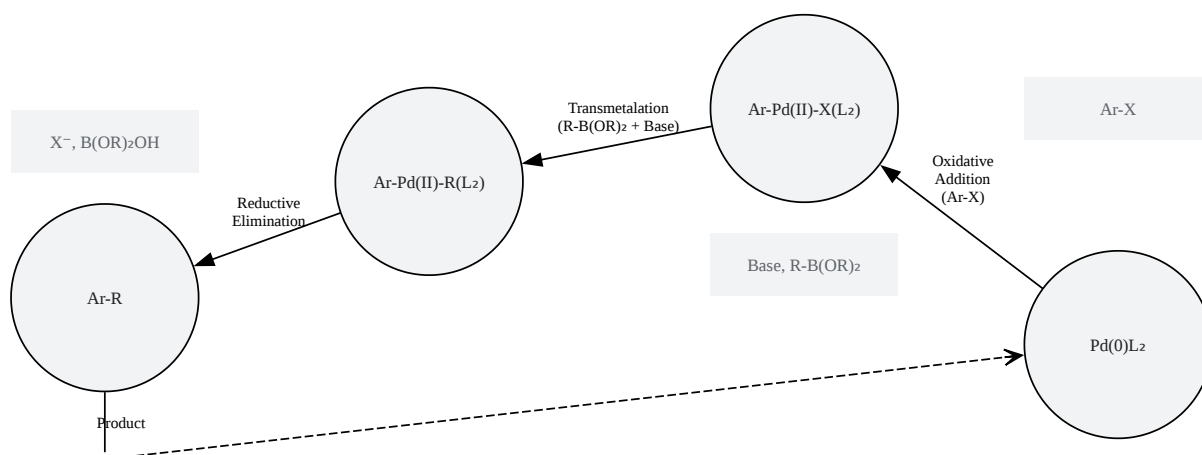 Ar-Pd(II)-X(L₂)
Ar-X
Transmetalation
(R-B(OR)₂ + Base)
X⁻, B(OR)₂OH
Oxidative
Addition
(Ar-X)
Ar-Pd(II)-R(L₂)
Reductive
Elimination
Base, R-B(OR)₂
Ar-R
Pd(0)L₂
Product